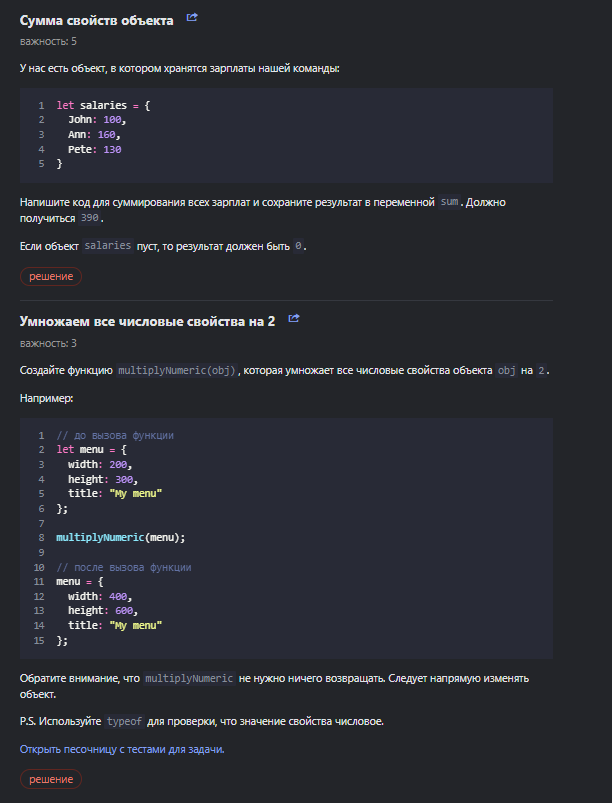 Сумма свойств объекта
важность: 5
У нас есть объект, в котором хранятся зарплаты нашей команды:
1 let salaries = {
2   John: 100,
3   Ann: 160,
4   Pete: 130
5 }
Напишите код для суммирования всех зарплат и сохраните результат в переменной sum. Должно
получиться 390.
Если объект salaries пуст, то результат должен быть 0.
решение
Умножаем все числовые свойства на 2
важность: 3
Создайте функцию multiplyNumeric(obj), которая умножает все числовые свойства объекта obj на 2.
Например:
1 // до вызова функции
2 let menu = {
3   width: 200,
4   height: 300,
5   title: "My menu"
6 };
7
8 multiplyNumeric(menu);
9
10 // после вызова функции
11 menu = {
12   width: 400,
13   height: 600,
14   title: "My menu"
15 };
Обратите внимание, что multiplyNumeric не нужно ничего возвращать. Следует напрямую изменять
объект.
P.S. Используйте typeof для проверки, что значение свойства числовое.
Открыть песочницу с тестами для задачи.
решение